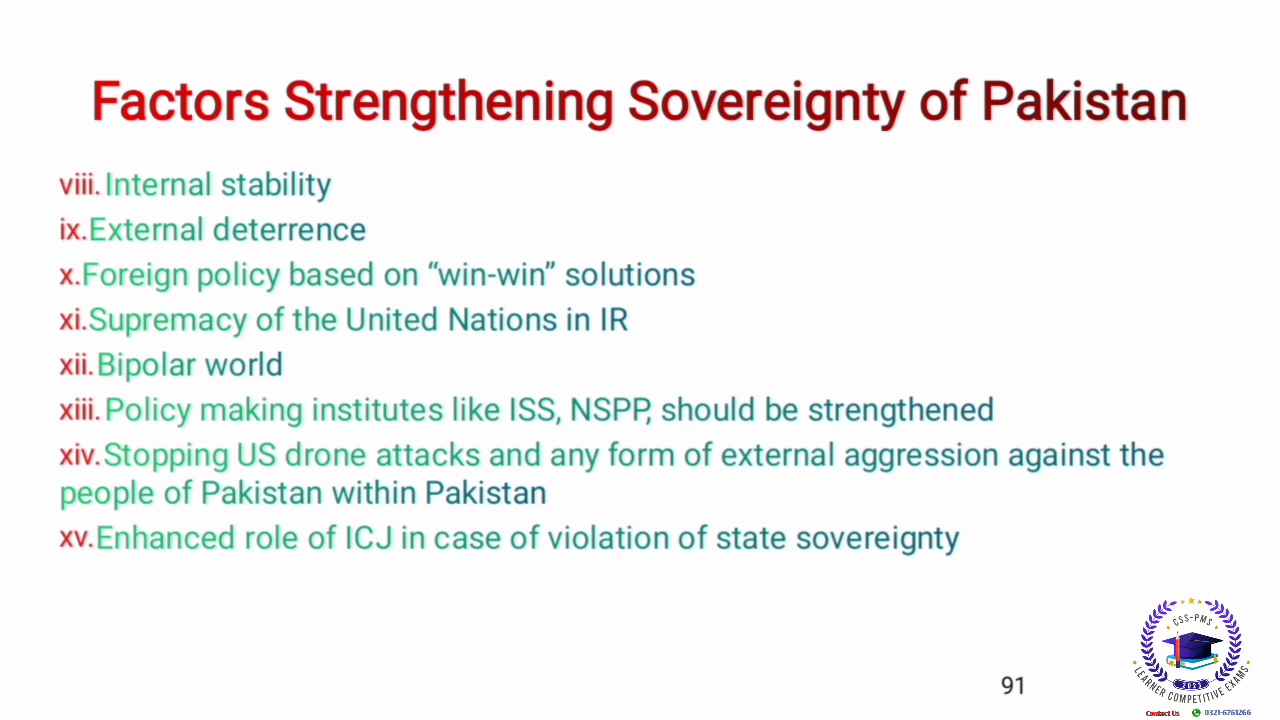 Factors Strengthening Sovereignty of Pakistan
viii. Internal stability
ix. External deterrence
x. Foreign policy based on “win-win” solutions
xi. Supremacy of the United Nations in IR
xii. Bipolar world
xiii. Policy making institutes like ISS, NSPP, should be strengthened
xiv. Stopping US drone attacks and any form of external aggression against the
people of Pakistan within Pakistan
xv. Enhanced role of ICJ in case of violation of state sovereignty
91
CSS-PMS
2023
LEARNER COMPETITIVE EXAMS
Contact Us 0321-6761266